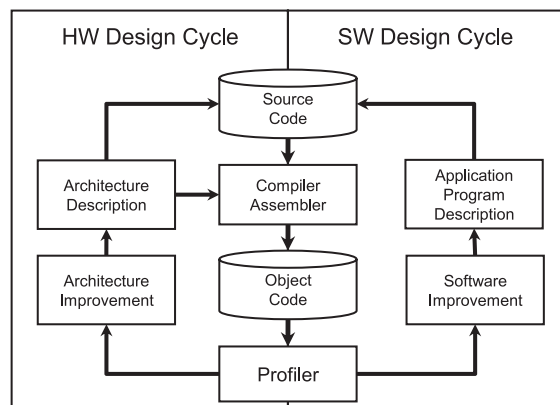 HW Design Cycle
SW Design Cycle
Source
Code
Architecture
Description
Compiler
Assembler
Application
Program
Description
Architecture
Improvement
Object
Code
Software
Improvement
Profiler